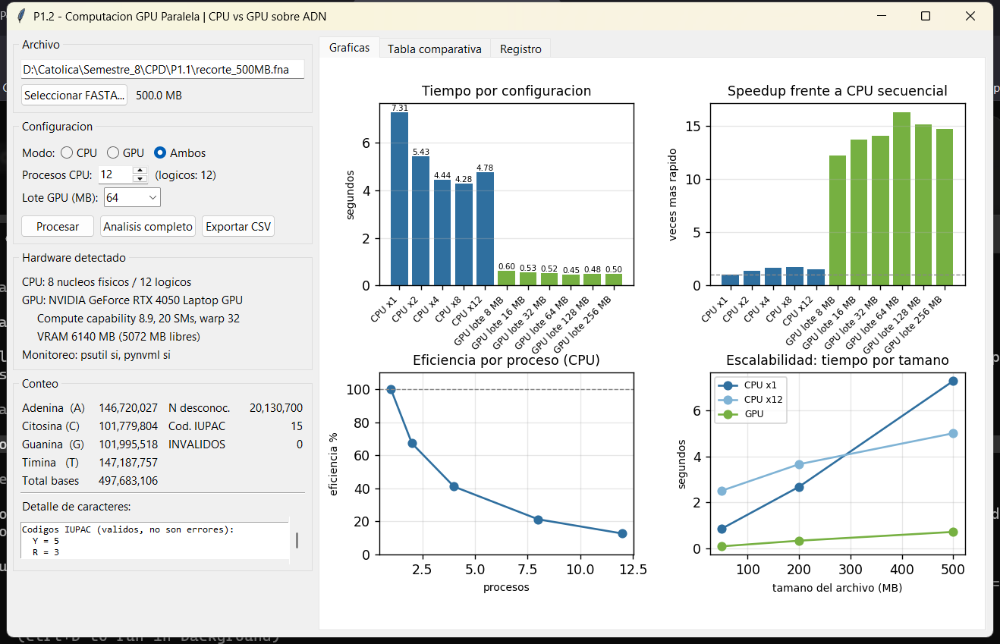 P1.2 - Computacion GPU Paralela | CPU vs GPU sobre ADN
Archivo
D:\Catolica\Semestre_8\CPD\P1.1\recorte_500MB.fna
Seleccionar FASTA... 500.0 MB
Configuracion
Modo: CPU GPU Ambos
Procesos CPU: 12 (logicos: 12)
Lote GPU (MB): 64
Procesar Analisis completo Exportar CSV
Hardware detectado
CPU: 8 nucleos fisicos / 12 logicos
GPU: NVIDIA GeForce RTX 4050 Laptop GPU
Compute capability 8.9, 20 SMs, warp 32
VRAM 6140 MB (5072 MB libres)
Monitoreo: psutil si, pynvml si
Conteo
Adenina (A) 146,720,027 N desconoc. 20,130,700
Citosina (C) 101,779,804 Cod. IUPAC 15
Guanina (G) 101,995,518 INVALIDOS 0
Timina (T) 147,187,757
Total bases 497,683,106
Detalle de caracteres:
Codigos IUPAC (validos, no son errores):
Y = 5
R = 3
Graficas Tabla comparativa Registro
Tiempo por configuracion
segundos
6
4
2
0
7.31 5.43 4.44 4.28 4.78 0.60 0.53 0.52 0.45 0.48 0.50
CPU x1 CPU x2 CPU x4 CPU x8 CPU x12 GPU lote 8 MB GPU lote 16 MB GPU lote 32 MB GPU lote 64 MB GPU lote 128 MB GPU lote 256 MB
Speedup frente a CPU secuencial
veces mas rapido
15
10
5
0
CPU x1 CPU x2 CPU x4 CPU x8 CPU x12 GPU lote 8 MB GPU lote 16 MB GPU lote 32 MB GPU lote 64 MB GPU lote 128 MB GPU lote 256 MB
Eficiencia por proceso (CPU)
eficiencia %
100
80
60
40
20
0
2.5 5.0 7.5 10.0 12.5
procesos
Escalabilidad: tiempo por tamano
segundos
CPU x1
CPU x12
GPU
6
4
2
0
100 200 300 400 500
tamano del archivo (MB)